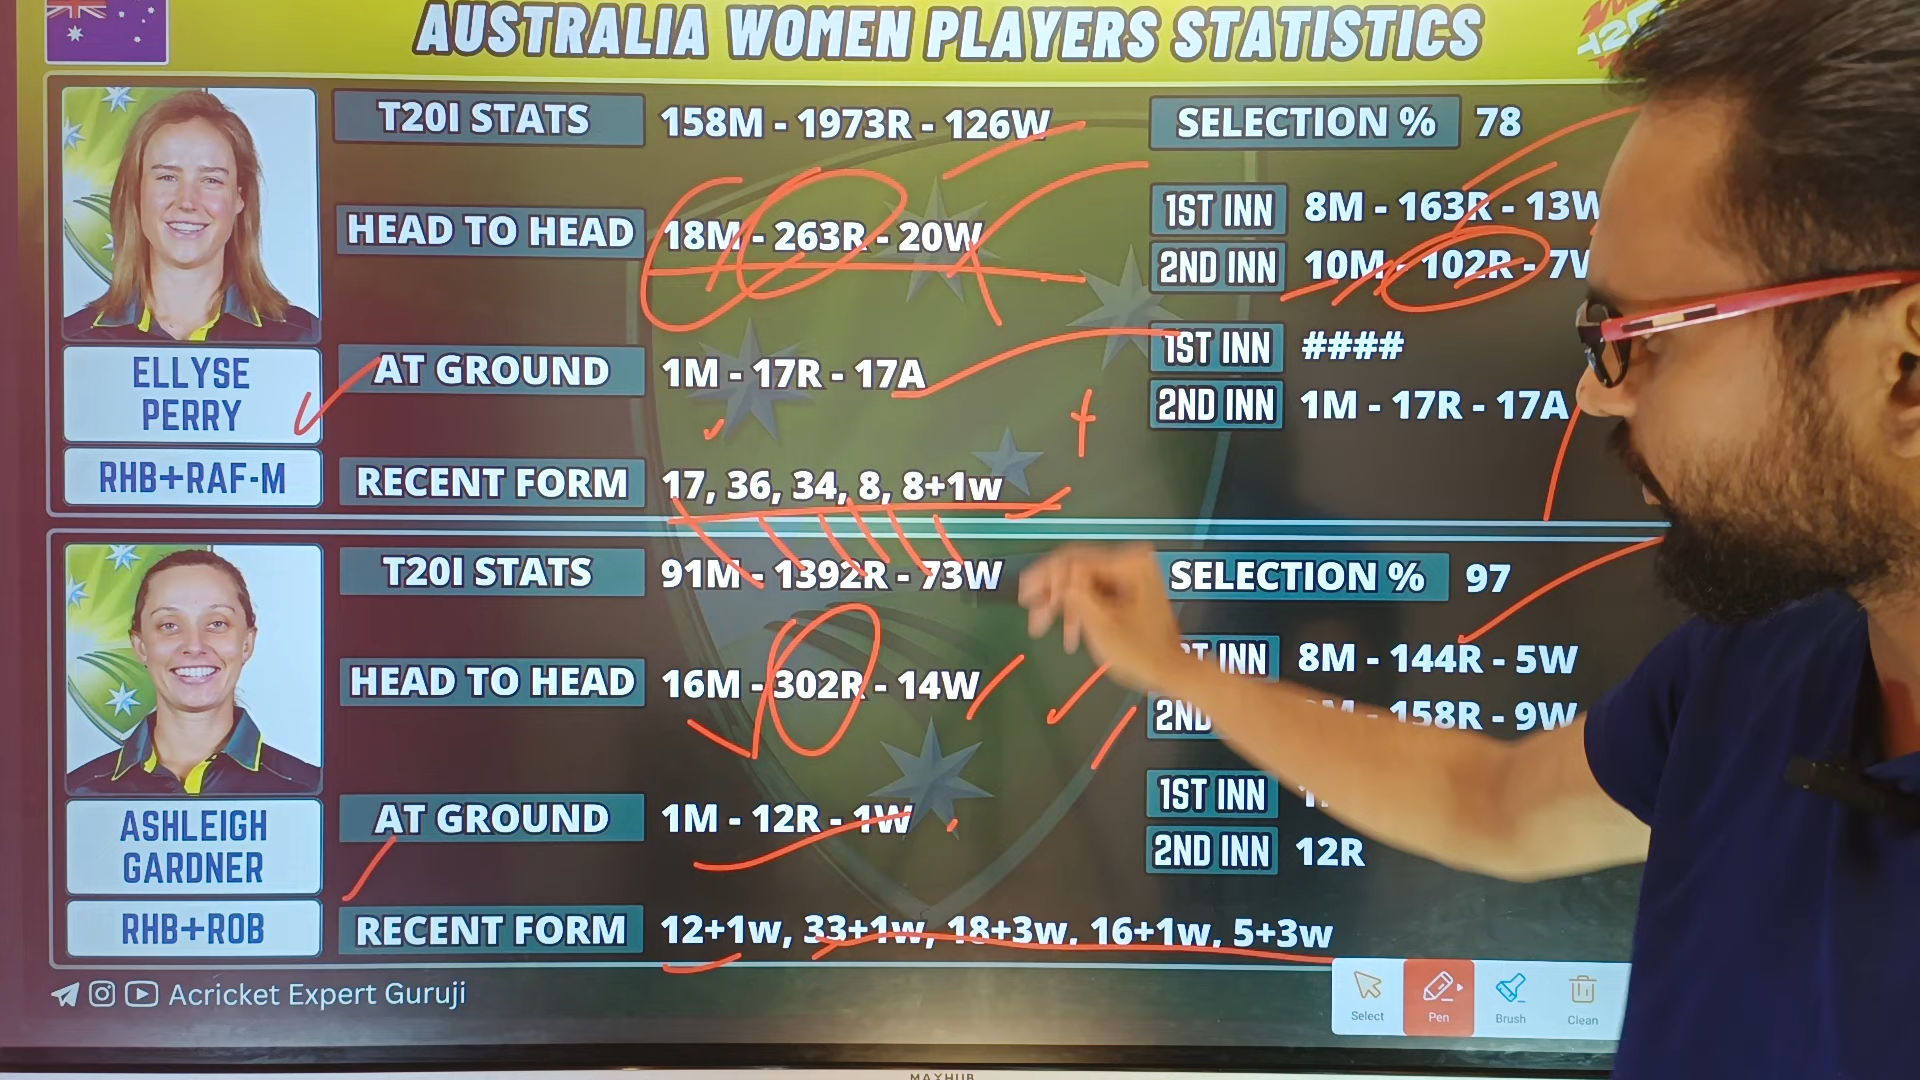 AUSTRALIA WOMEN PLAYERS STATISTICS
T20I STATS 158M - 1973R - 126W SELECTION % 78
HEAD TO HEAD 18M - 263R - 20W
1ST INN 8M - 163R - 13W
2ND INN 10M - 102R - 7W
ELLYSE
PERRY
RHB+RAF-M
AT GROUND 1M - 17R - 17A
1ST INN ####
2ND INN 1M - 17R - 17A
RECENT FORM 17, 36, 34, 8, 8+1w
T20I STATS 91M - 1392R - 73W SELECTION % 97
HEAD TO HEAD 16M - 302R - 14W
INN 8M - 144R - 5W
2ND - 158R - 9W
ASHLEIGH
GARDNER
RHB+ROB
AT GROUND 1M - 12R - 1W
1ST INN
2ND INN 12R
RECENT FORM 12+1w, 33+1w, 18+3w, 16+1w, 5+3w
Acricket Expert Guruji
Select Pen Brush Clean
MAXHUB